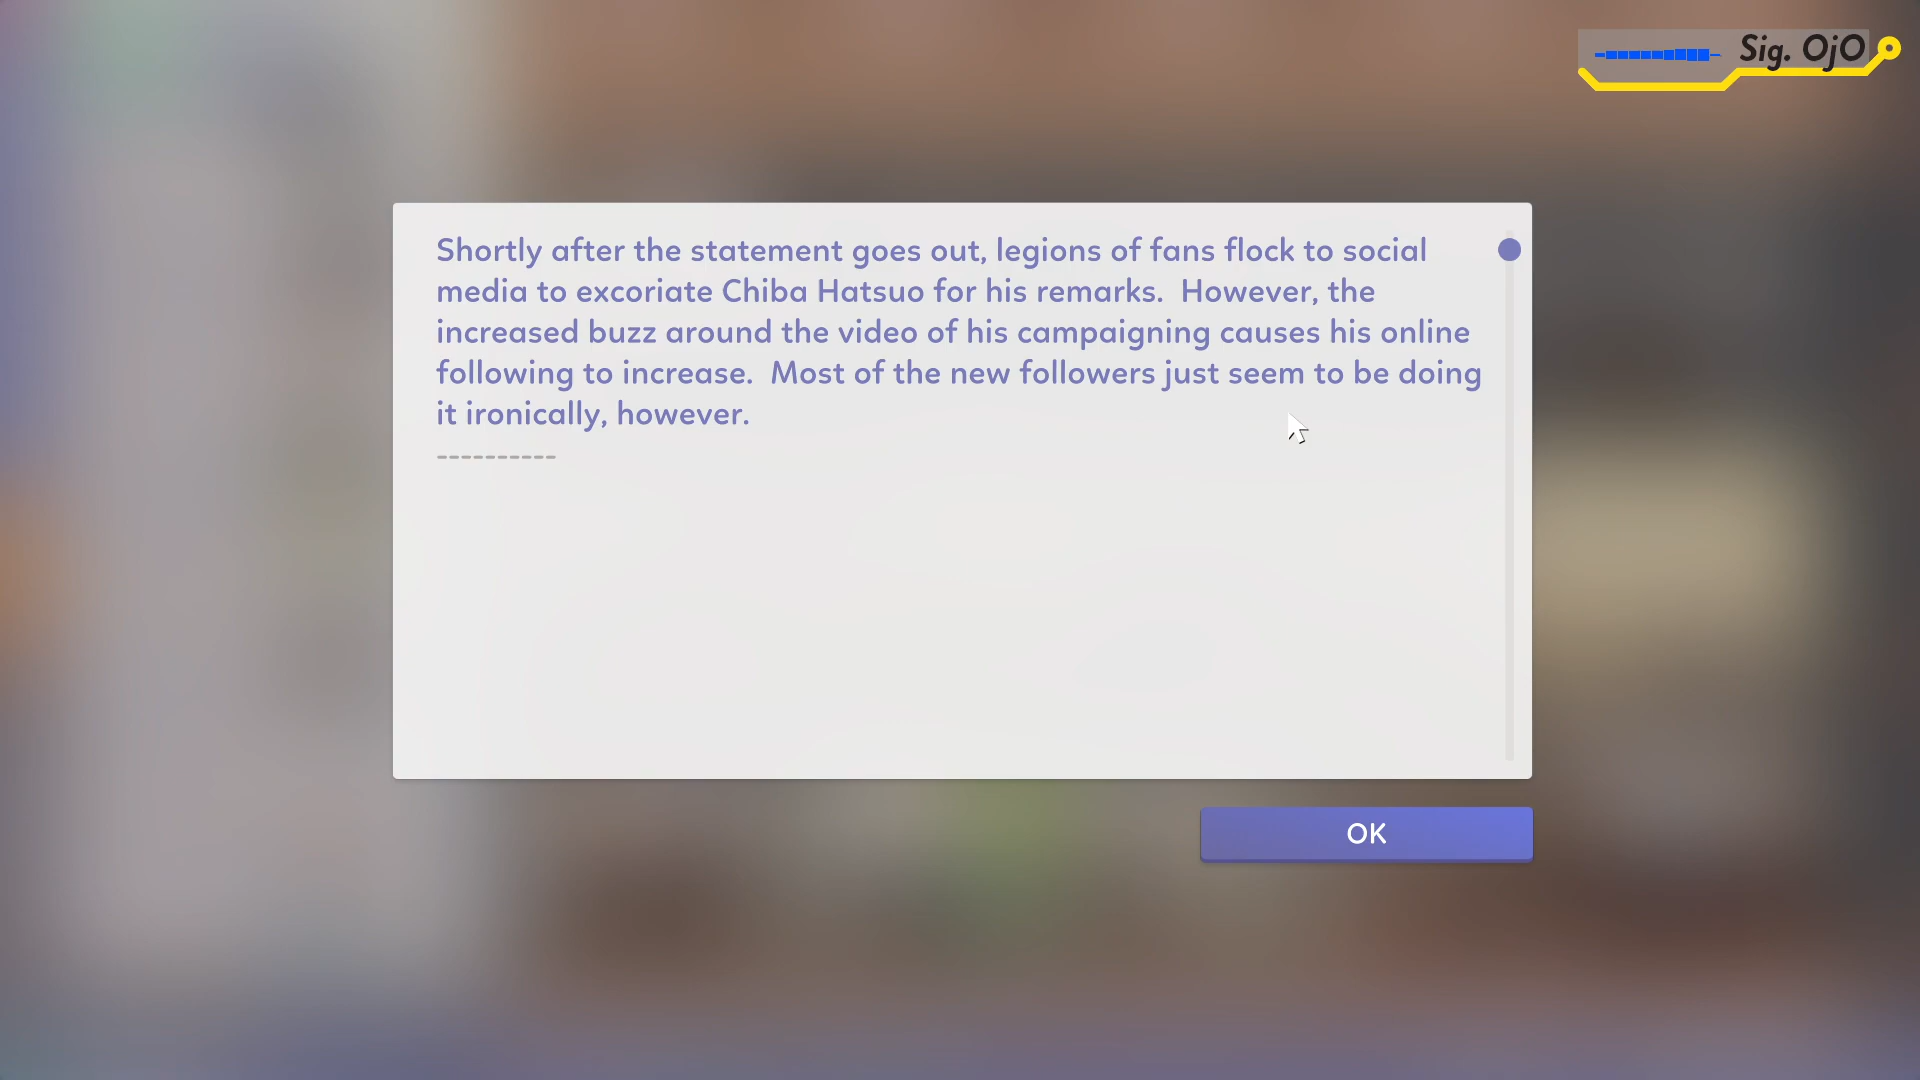 Sig. OjO
Shortly after the statement goes out, legions of fans flock to social
media to excoriate Chiba Hatsuo for his remarks.  However, the
increased buzz around the video of his campaigning causes his online
following to increase.  Most of the new followers just seem to be doing
it ironically, however.
----------
OK